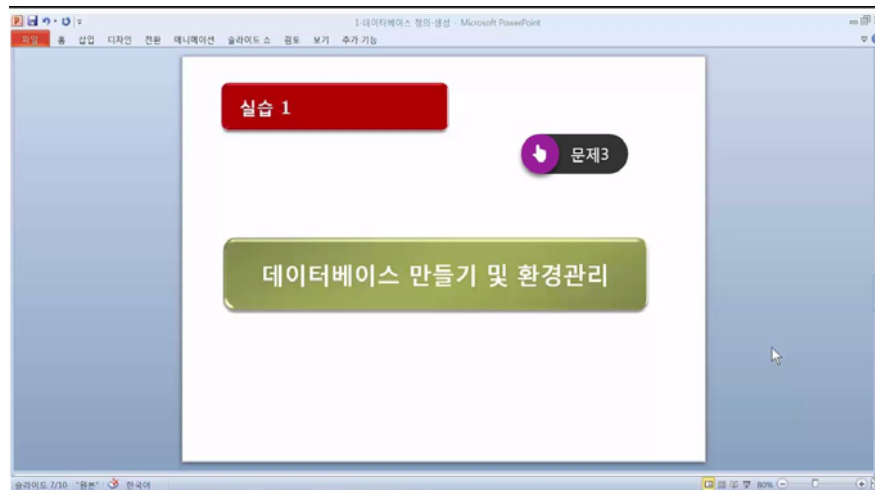 1-데이터베이스 정의-생성 - Microsoft PowerPoint
파일 홈 삽입 디자인 전환 애니메이션 슬라이드 쇼 검토 보기 추가 기능
실습 1
문제3
데이터베이스 만들기 및 환경관리
슬라이드 7/10 "원본" 한국어 80%